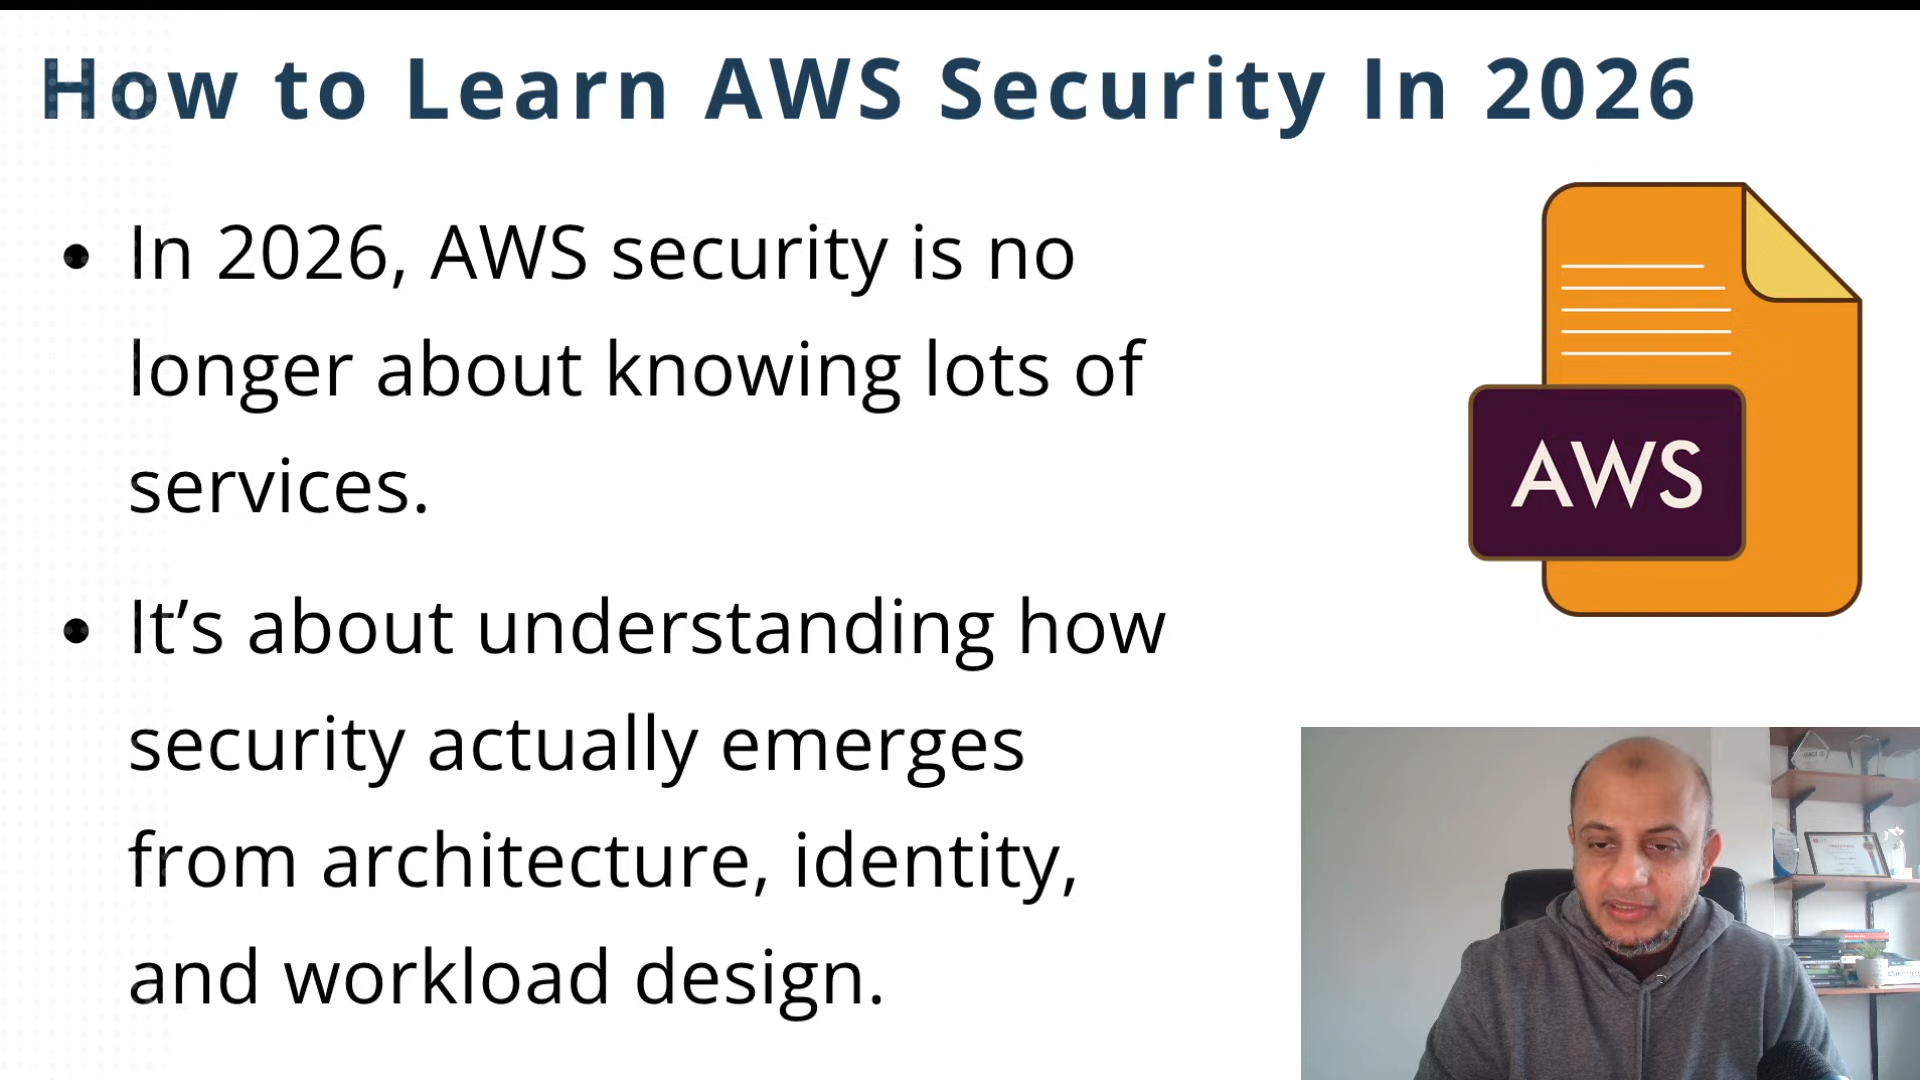 How to Learn AWS Security In 2026
• In 2026, AWS security is no
longer about knowing lots of
services.
• It’s about understanding how
security actually emerges
from architecture, identity,
and workload design.
AWS